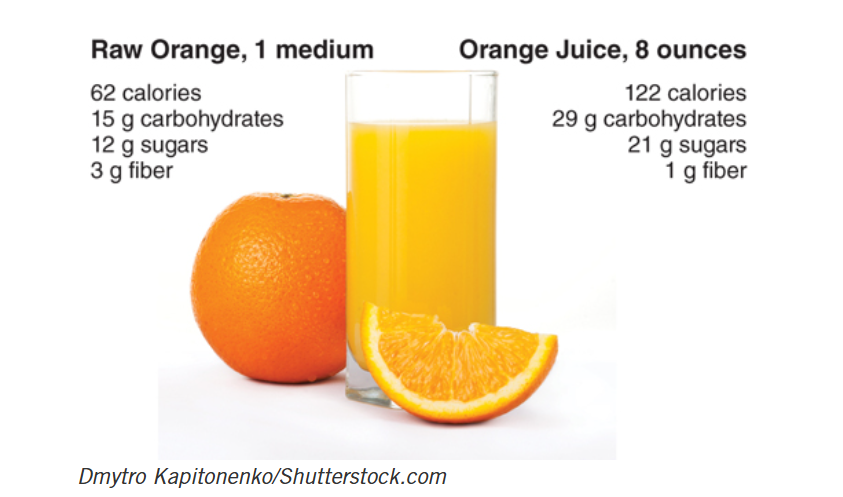 Raw Orange, 1 medium
62 calories
15 g carbohydrates
12 g sugars
3 g fiber
Orange Juice, 8 ounces
122 calories
29 g carbohydrates
21 g sugars
1 g fiber
Dmytro Kapitonenko/Shutterstock.com